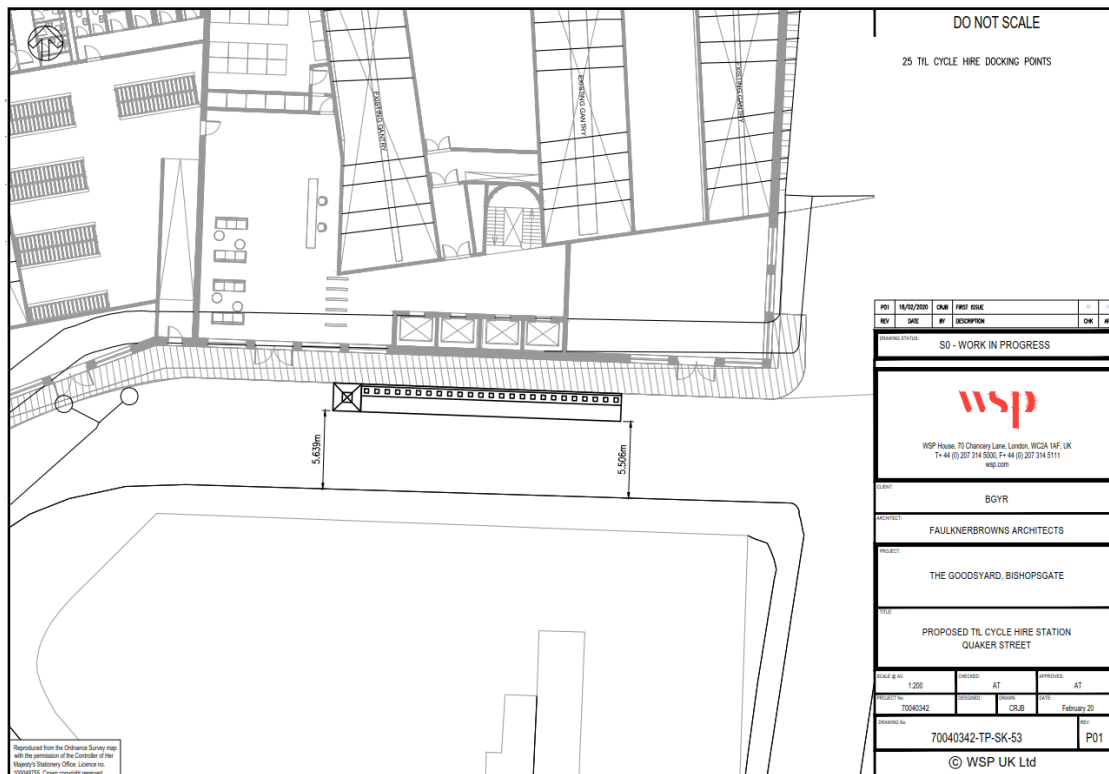 DO NOT SCALE
25 TfL CYCLE HIRE DOCKING POINTS
EXISTING GANTRY
EXISTING GANTRY
EXISTING GANTRY
5.639m
5.506m
P01 18/02/2020 CRJB FIRST ISSUE
REV DATE BY DESCRIPTION CHK
DRAWING STATUS:
S0 - WORK IN PROGRESS
wsp
WSP House, 70 Chancery Lane, London, WC2A 1AF, UK
T+ 44 (0) 207 314 5000, F+ 44 (0) 207 314 5111
wsp.com
CLIENT:
BGYR
ARCHITECT:
FAULKNERBROWNS ARCHITECTS
PROJECT:
THE GOODSYARD, BISHOPSGATE
TITLE:
PROPOSED TfL CYCLE HIRE STATION
QUAKER STREET
SCALE @ A3: CHECKED: APPROVED:
1:200 AT AT
PROJECT No: DESIGNED: DRAWN: DATE:
70040342 CRJB February 20
DRAWING No: REV:
70040342-TP-SK-53 P01
© WSP UK Ltd
Reproduced from the Ordnance Survey map
with the permission of the Controller of Her
Majesty's Stationery Office. Licence no.
100048755. Crown copyright reserved